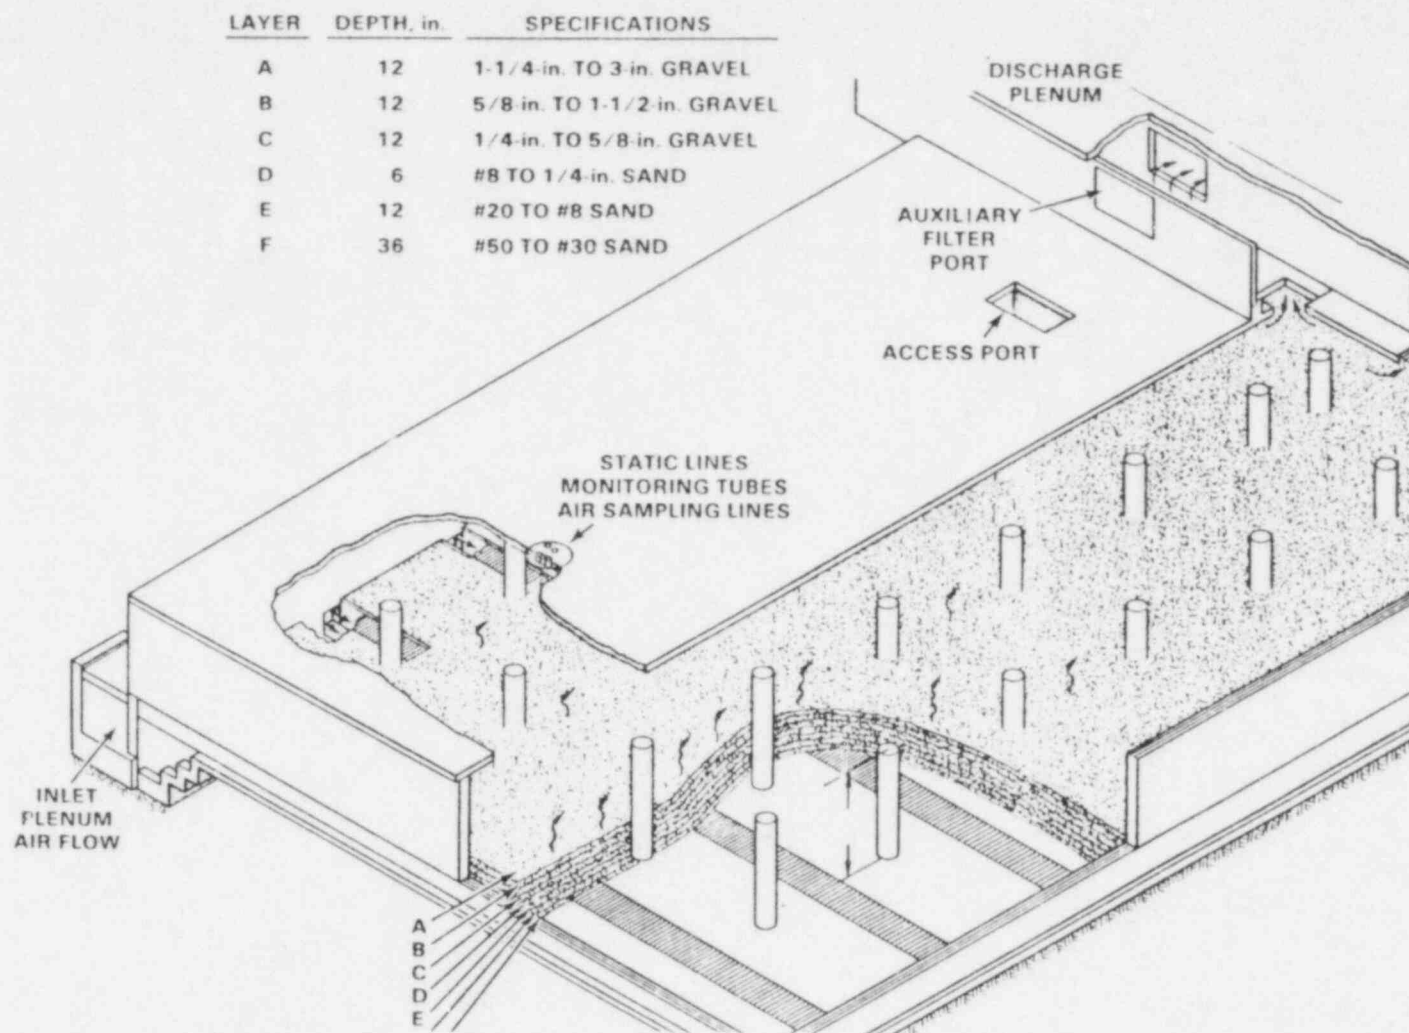 LAYER DEPTH, in. SPECIFICATIONS
A 12 1-1/4-in. TO 3-in. GRAVEL
B 12 5/8-in. TO 1-1/2-in. GRAVEL
C 12 1/4-in. TO 5/8-in. GRAVEL
D 6 #8 TO 1/4-in. SAND
E 12 #20 TO #8 SAND
F 36 #50 TO #30 SAND
DISCHARGE
PLENUM
AUXILIARY
FILTER
PORT
ACCESS PORT
STATIC LINES
MONITORING TUBES
AIR SAMPLING LINES
INLET
PLENUM
AIR FLOW
A
B
C
D
E